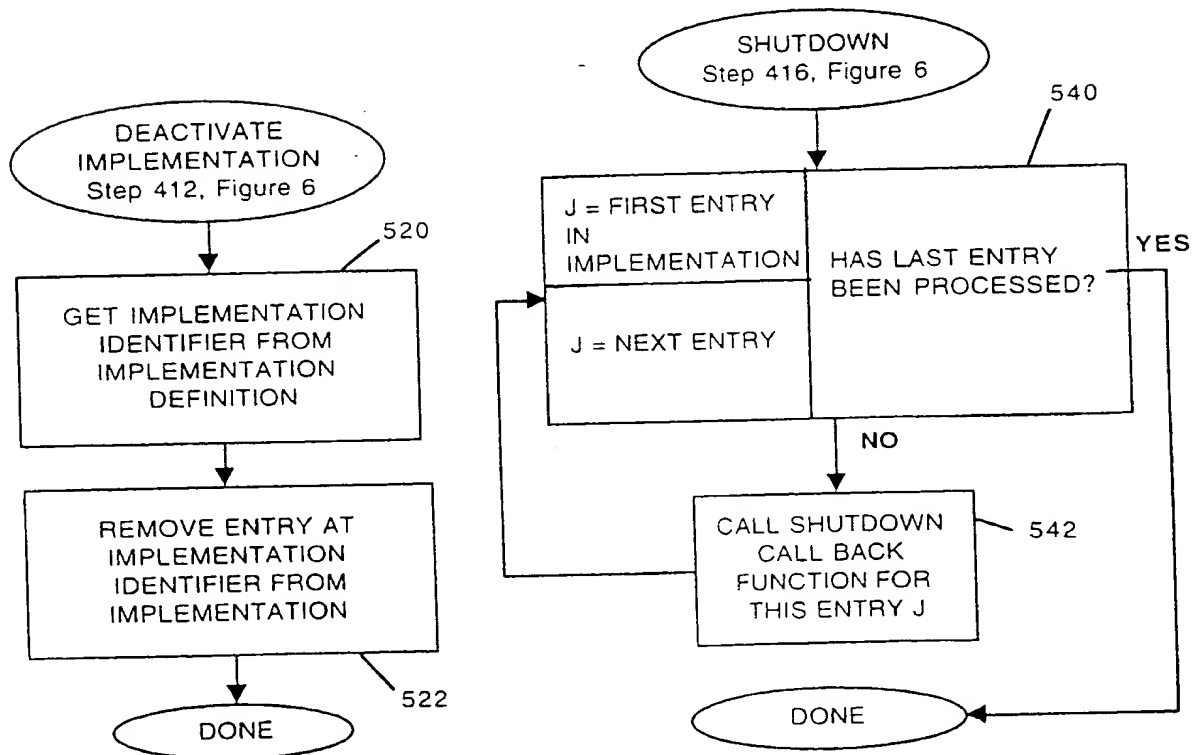 DEACTIVATE
IMPLEMENTATION
Step 412, Figure 6
520
GET IMPLEMENTATION
IDENTIFIER FROM
IMPLEMENTATION
DEFINITION
REMOVE ENTRY AT
IMPLEMENTATION
IDENTIFIER FROM
IMPLEMENTATION
522
DONE
SHUTDOWN
Step 416, Figure 6
540
J = FIRST ENTRY
IN
IMPLEMENTATION
J = NEXT ENTRY
HAS LAST ENTRY
BEEN PROCESSED?
YES
NO
CALL SHUTDOWN
CALL BACK
FUNCTION FOR
THIS ENTRY J
542
DONE